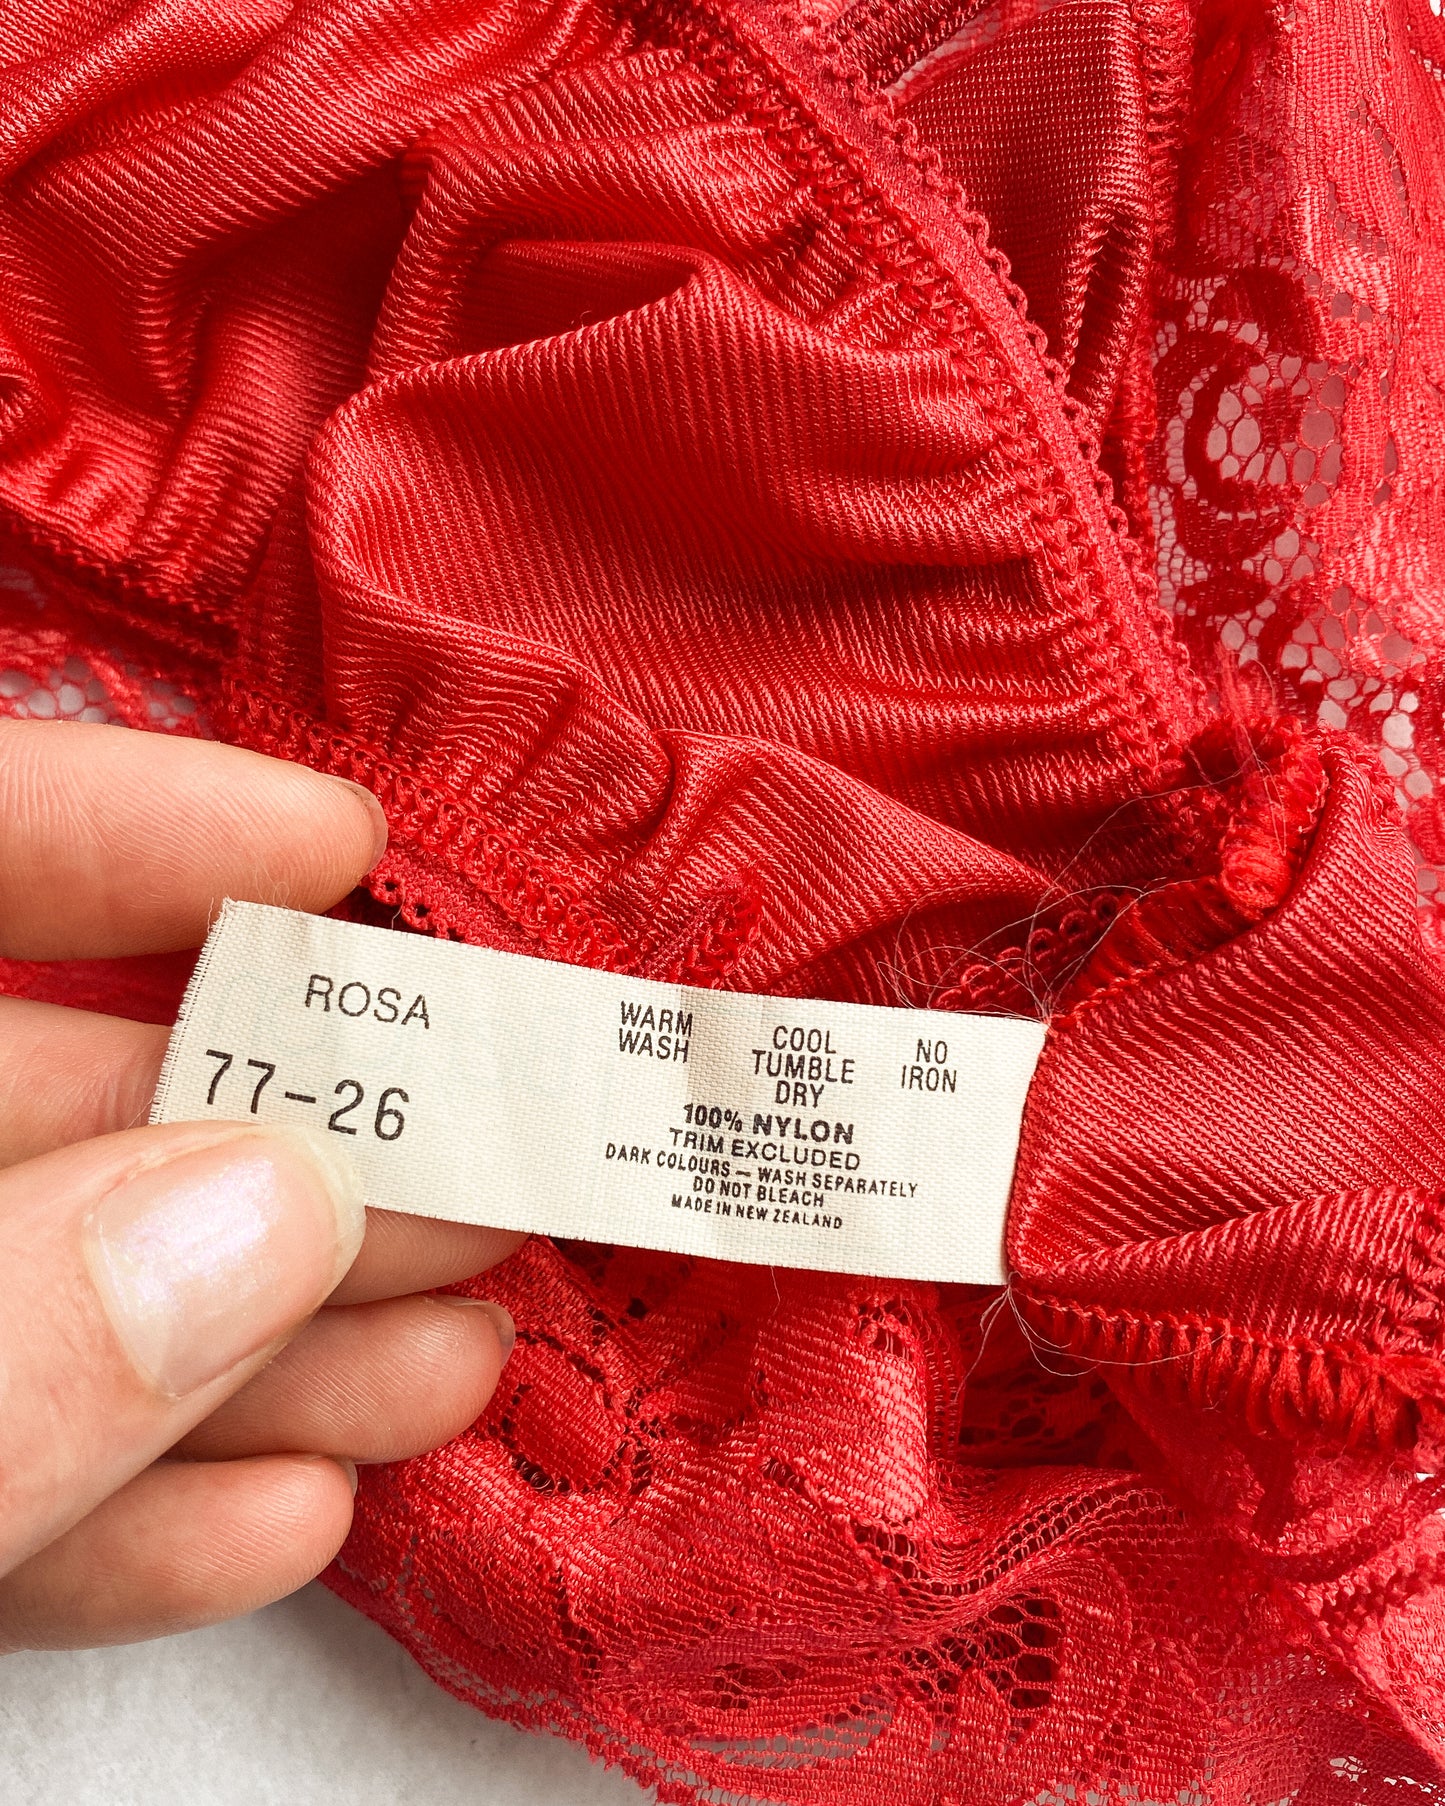 ROSA
77-26
WARM
WASH
COOL
TUMBLE
DRY
NO
IRON
100% NYLON
TRIM EXCLUDED
DARK COLOURS — WASH SEPARATELY
DO NOT BLEACH
MADE IN NEW ZEALAND